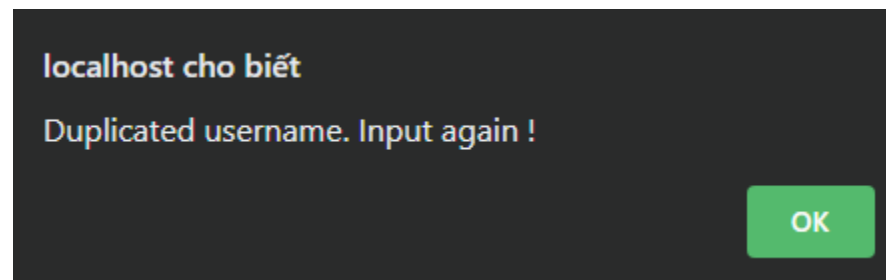 localhost cho biết
Duplicated username. Input again !
OK